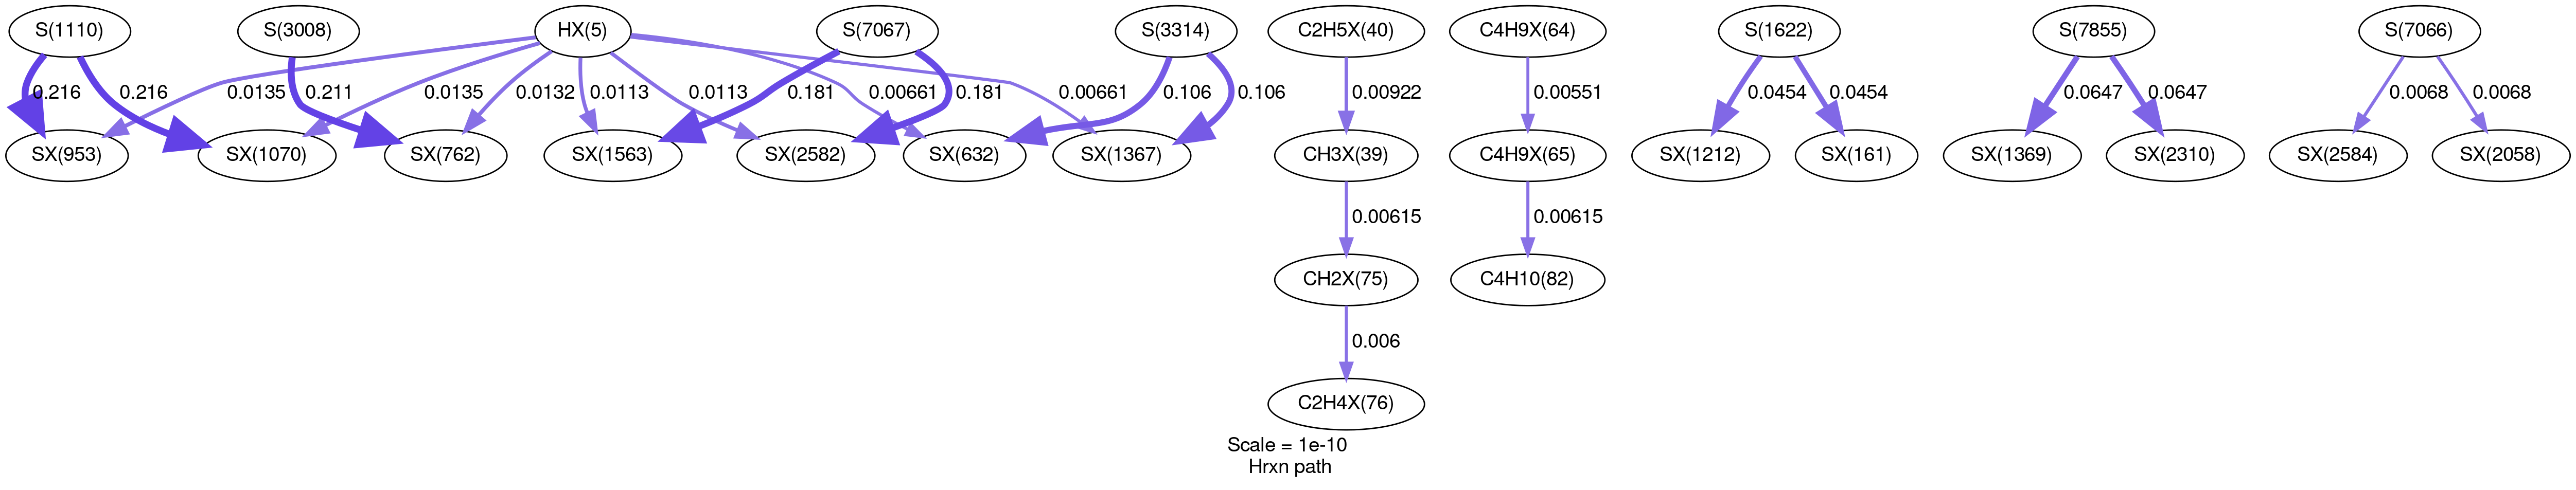 S(1110)
S(3008)
HX(5)
S(7067)
S(3314)
C2H5X(40)
C4H9X(64)
S(1622)
S(7855)
S(7066)
0.216
0.216
0.211
0.0135
0.0135
0.0132
0.0113
0.0113
0.181
0.00661
0.181
0.00661
0.106
0.106
0.00922
0.00551
0.0454
0.0454
0.0647
0.0647
0.0068
0.0068
SX(953)
SX(1070)
SX(762)
SX(1563)
SX(2582)
SX(632)
SX(1367)
CH3X(39)
C4H9X(65)
SX(1212)
SX(161)
SX(1369)
SX(2310)
SX(2584)
SX(2058)
0.00615
0.00615
CH2X(75)
C4H10(82)
0.006
C2H4X(76)
Scale = 1e-10
Hrxn path